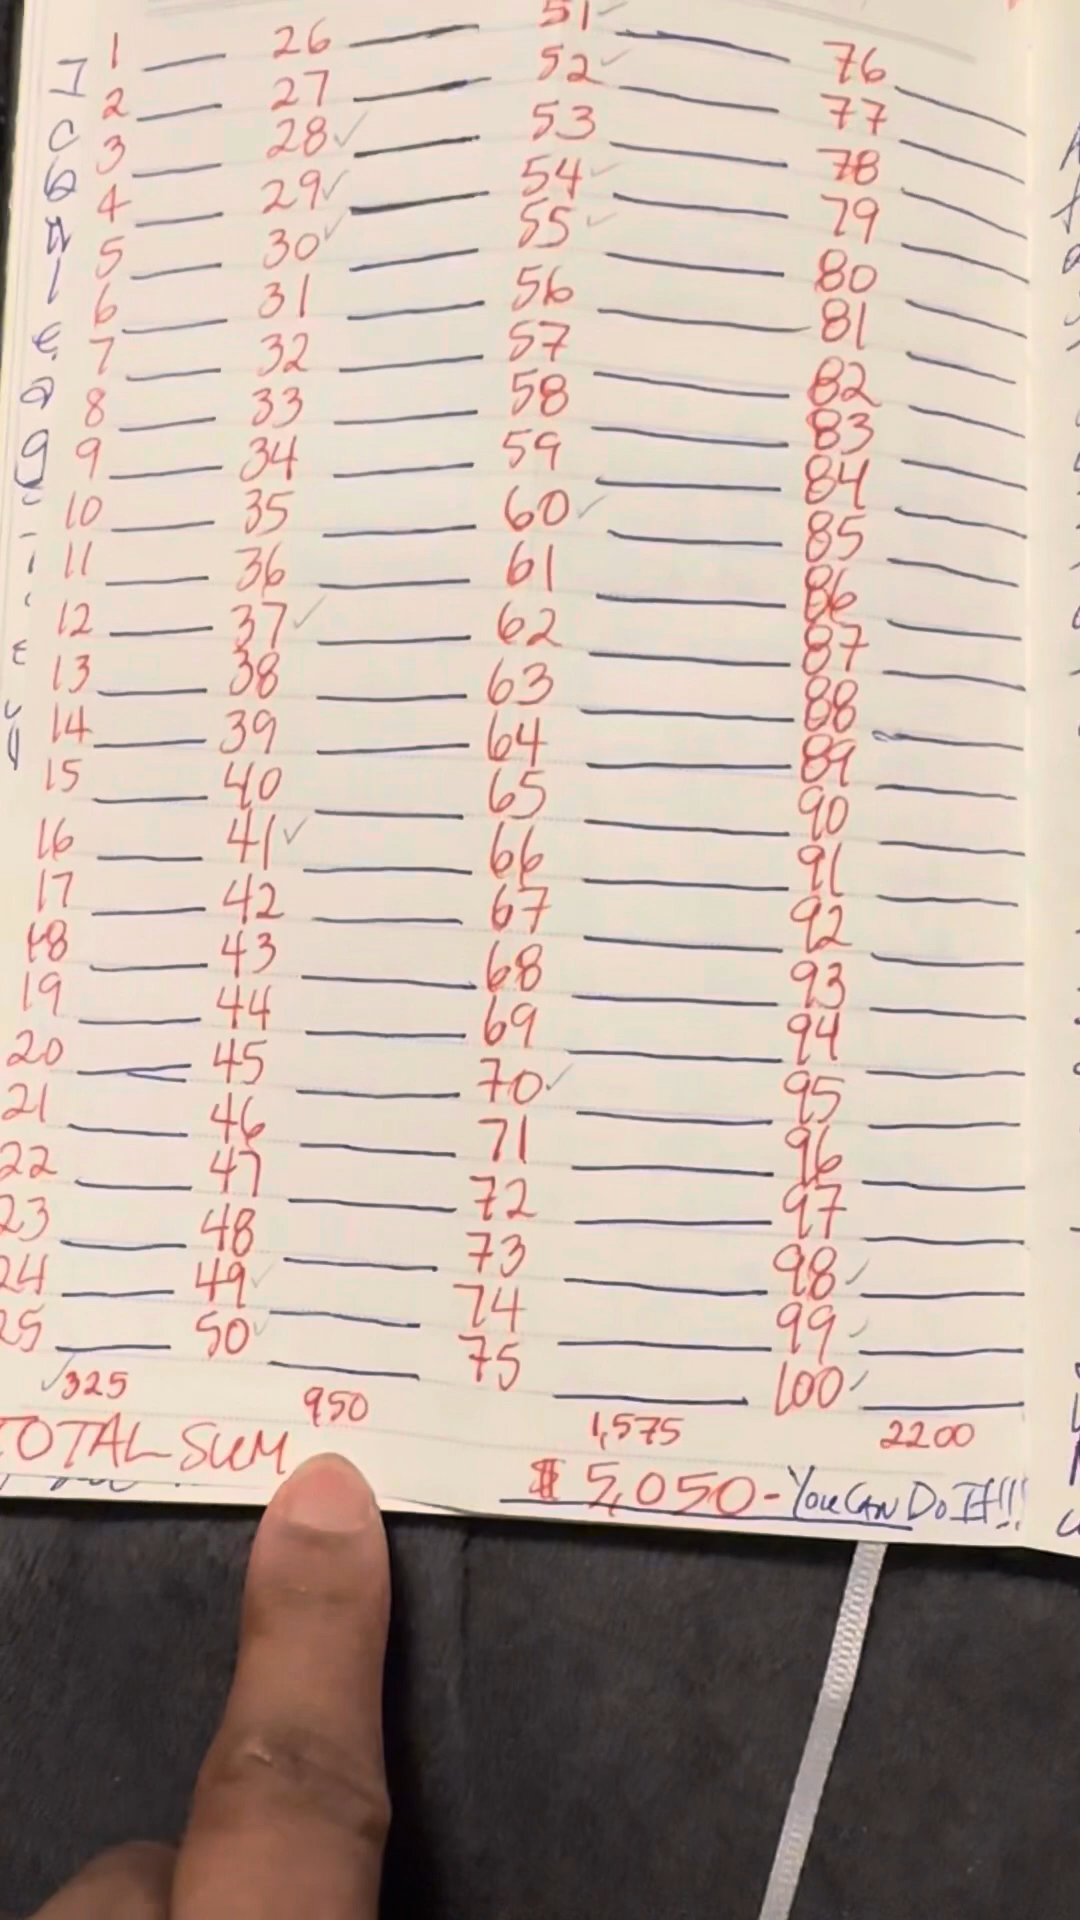 51 ✓
1 26 52 ✓ 76
2 27 53 77
3 28 ✓ 54 ✓ 78
4 29 ✓ 55 ✓ 79
5 30 ✓ 56 80
6 31 57 81
7 32 58 82
8 33 59 83
9 34 60 ✓ 84
10 35 61 85
11 36 62 86
12 37 ✓ 63 87
13 38 64 88
14 39 65 89
15 40 66 90
16 41 ✓ 67 91
17 42 68 92
18 43 69 93
19 44 70 ✓ 94
20 45 71 95
21 46 72 96
22 47 73 97
23 48 74 98 ✓
24 49 ✓ 75 99 ✓
25 50 ✓ 100 ✓
✓ 325 950 1,575 2200
TOTAL SUM $ 5,050 - You CAN Do It!!!